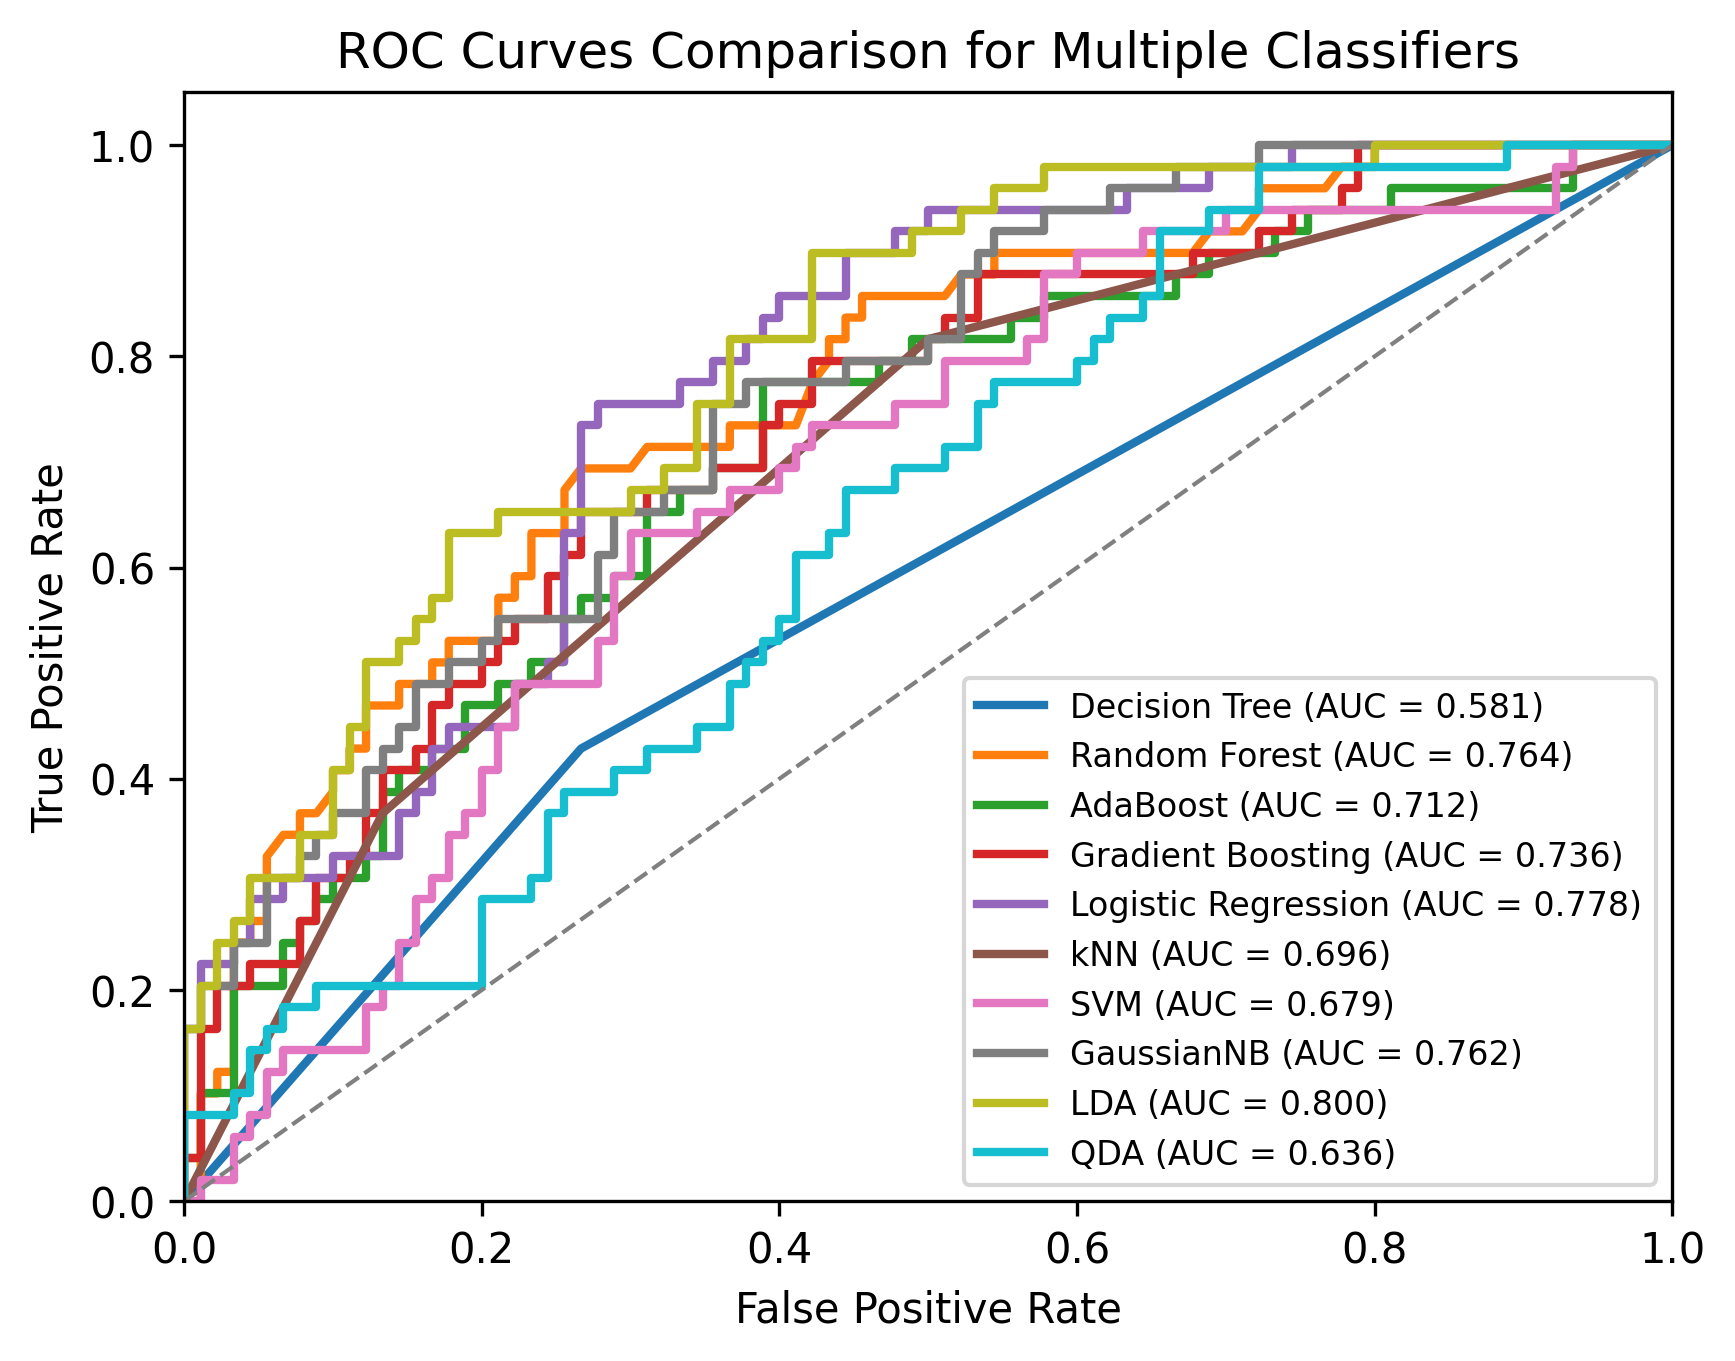 ROC Curves Comparison for Multiple Classifiers
True Positive Rate
1.0
0.8
0.6
0.4
0.2
0.0
Decision Tree (AUC = 0.581)
Random Forest (AUC = 0.764)
AdaBoost (AUC = 0.712)
Gradient Boosting (AUC = 0.736)
Logistic Regression (AUC = 0.778)
kNN (AUC = 0.696)
SVM (AUC = 0.679)
GaussianNB (AUC = 0.762)
LDA (AUC = 0.800)
QDA (AUC = 0.636)
0.0 0.2 0.4 0.6 0.8 1.0
False Positive Rate